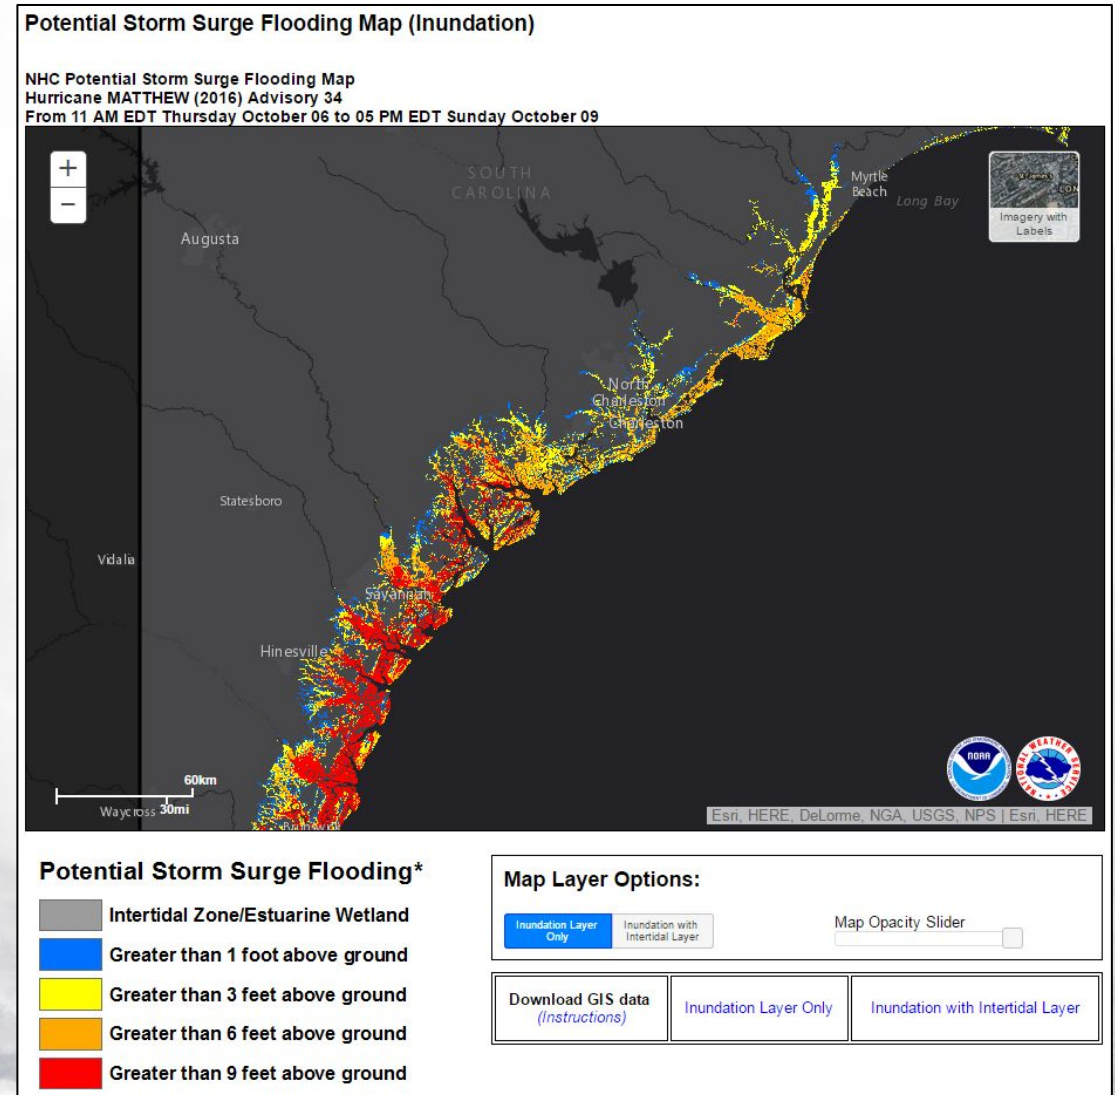 Potential Storm Surge Flooding Map (Inundation)
NHC Potential Storm Surge Flooding Map
Hurricane MATTHEW (2016) Advisory 34
From 11 AM EDT Thursday October 06 to 05 PM EDT Sunday October 09
+
−
SOUTH
CAROLINA
Myrtle
Beach
Long Bay
Imagery with
Labels
Augusta
North
Charleston
Charleston
Statesboro
Vidalia
Savannah
Hinesville
60km
30mi
Waycross
Brunswick
NOAA
NATIONAL WEATHER SERVICE
Esri, HERE, DeLorme, NGA, USGS, NPS | Esri, HERE
Potential Storm Surge Flooding*
Intertidal Zone/Estuarine Wetland
Greater than 1 foot above ground
Greater than 3 feet above ground
Greater than 6 feet above ground
Greater than 9 feet above ground
Map Layer Options:
Inundation Layer
Only
Inundation with
Intertidal Layer
Map Opacity Slider
Download GIS data
(Instructions)
Inundation Layer Only
Inundation with Intertidal Layer